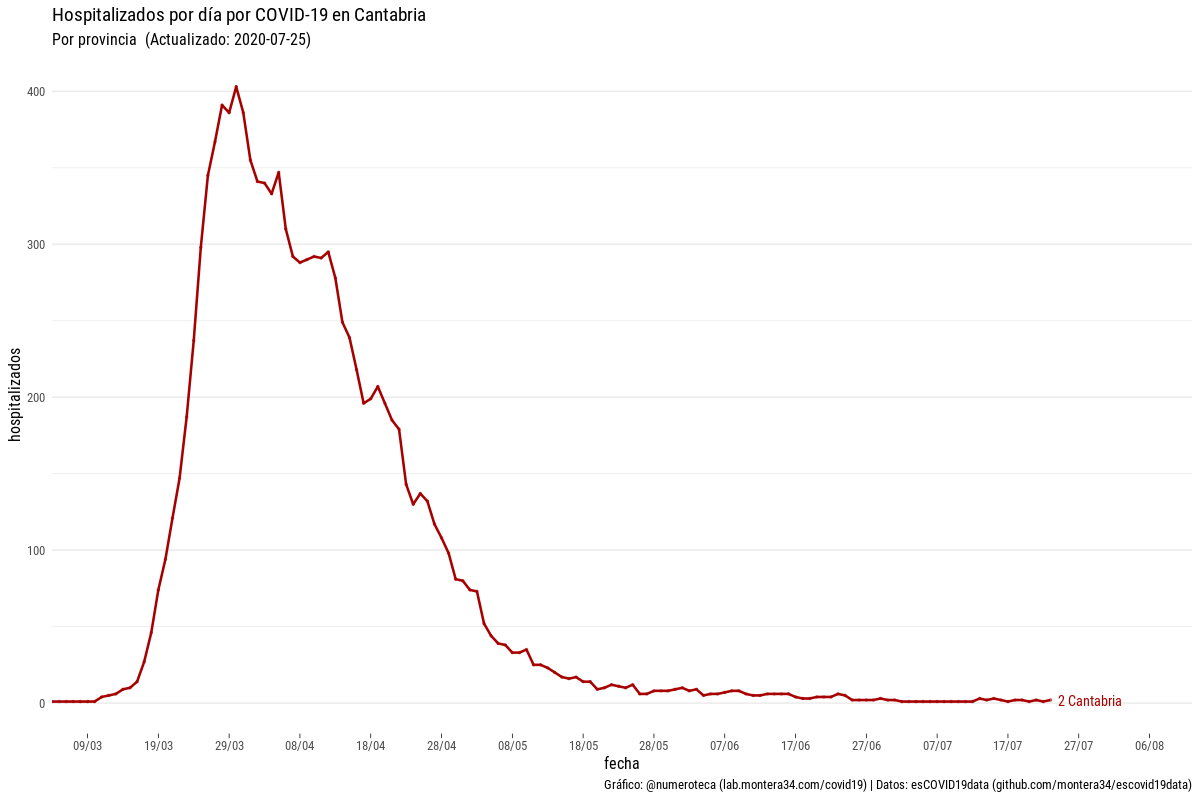 Hospitalizados por día por COVID-19 en Cantabria
Por provincia (Actualizado: 2020-07-25)
hospitalizados
400
300
200
100
0
2 Cantabria
09/03 19/03 29/03 08/04 18/04 28/04 08/05 18/05 28/05 07/06 17/06 27/06 07/07 17/07 27/07 06/08
fecha
Gráfico: @numeroteca (lab.montera34.com/covid19) | Datos: esCOVID19data (github.com/montera34/escovid19data)